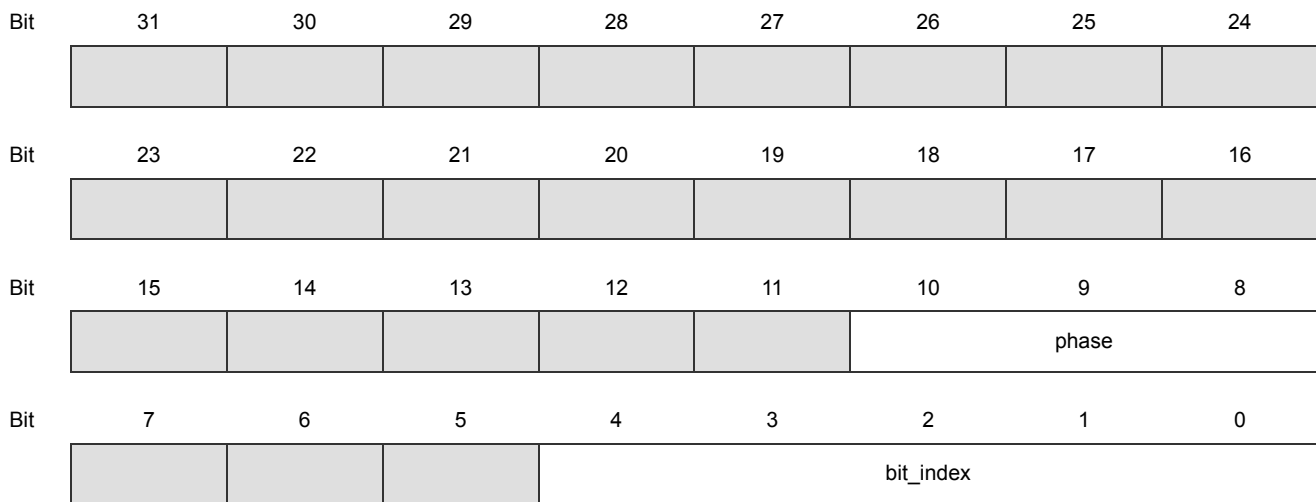 Bit 31 30 29 28 27 26 25 24
Bit 23 22 21 20 19 18 17 16
Bit 15 14 13 12 11 10 9 8
phase
Bit 7 6 5 4 3 2 1 0
bit_index